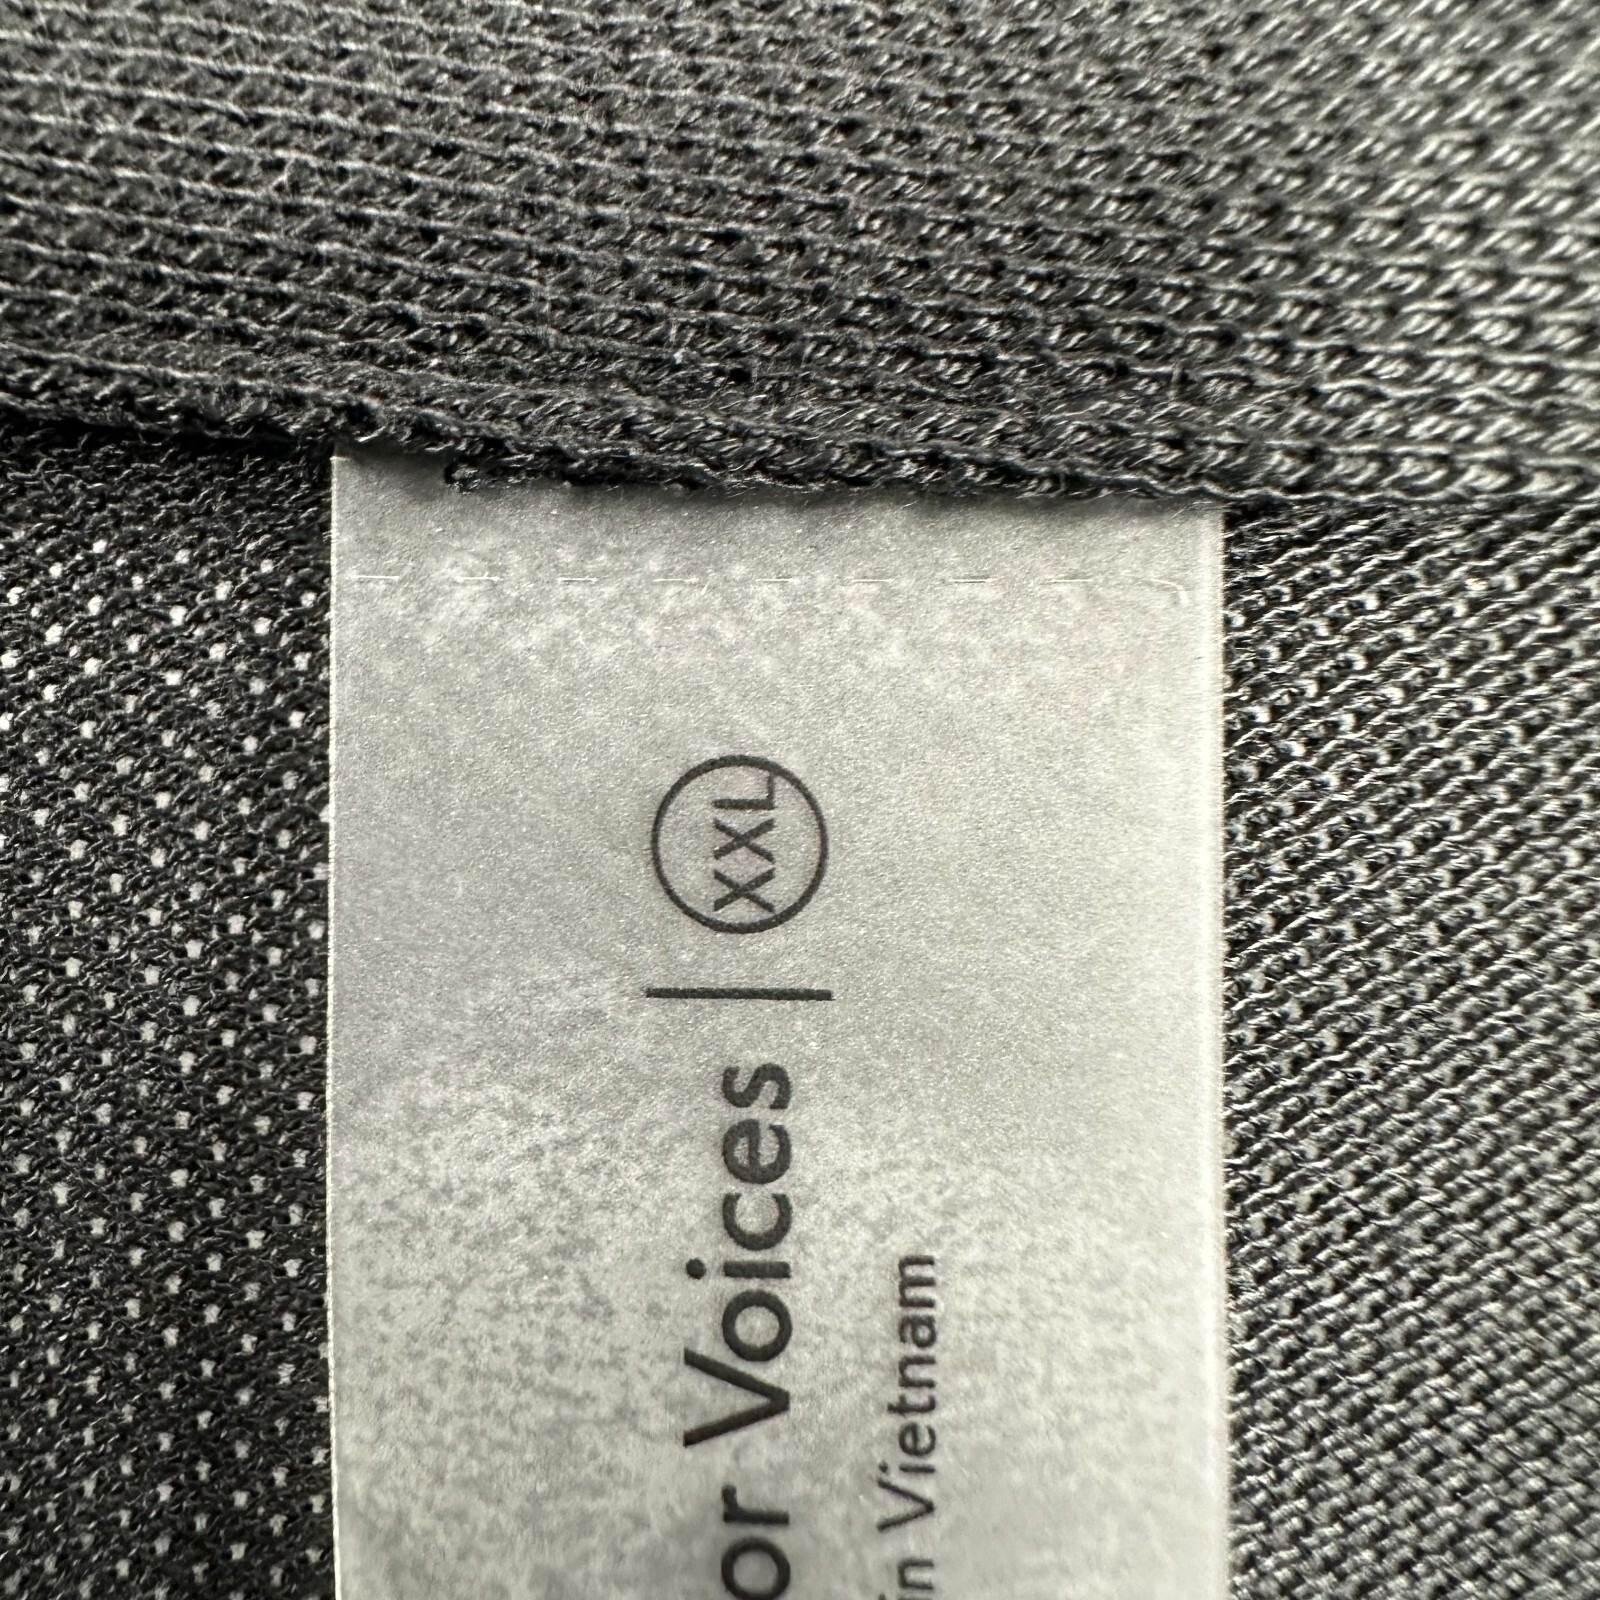 or Voices | XXL
in Vietnam